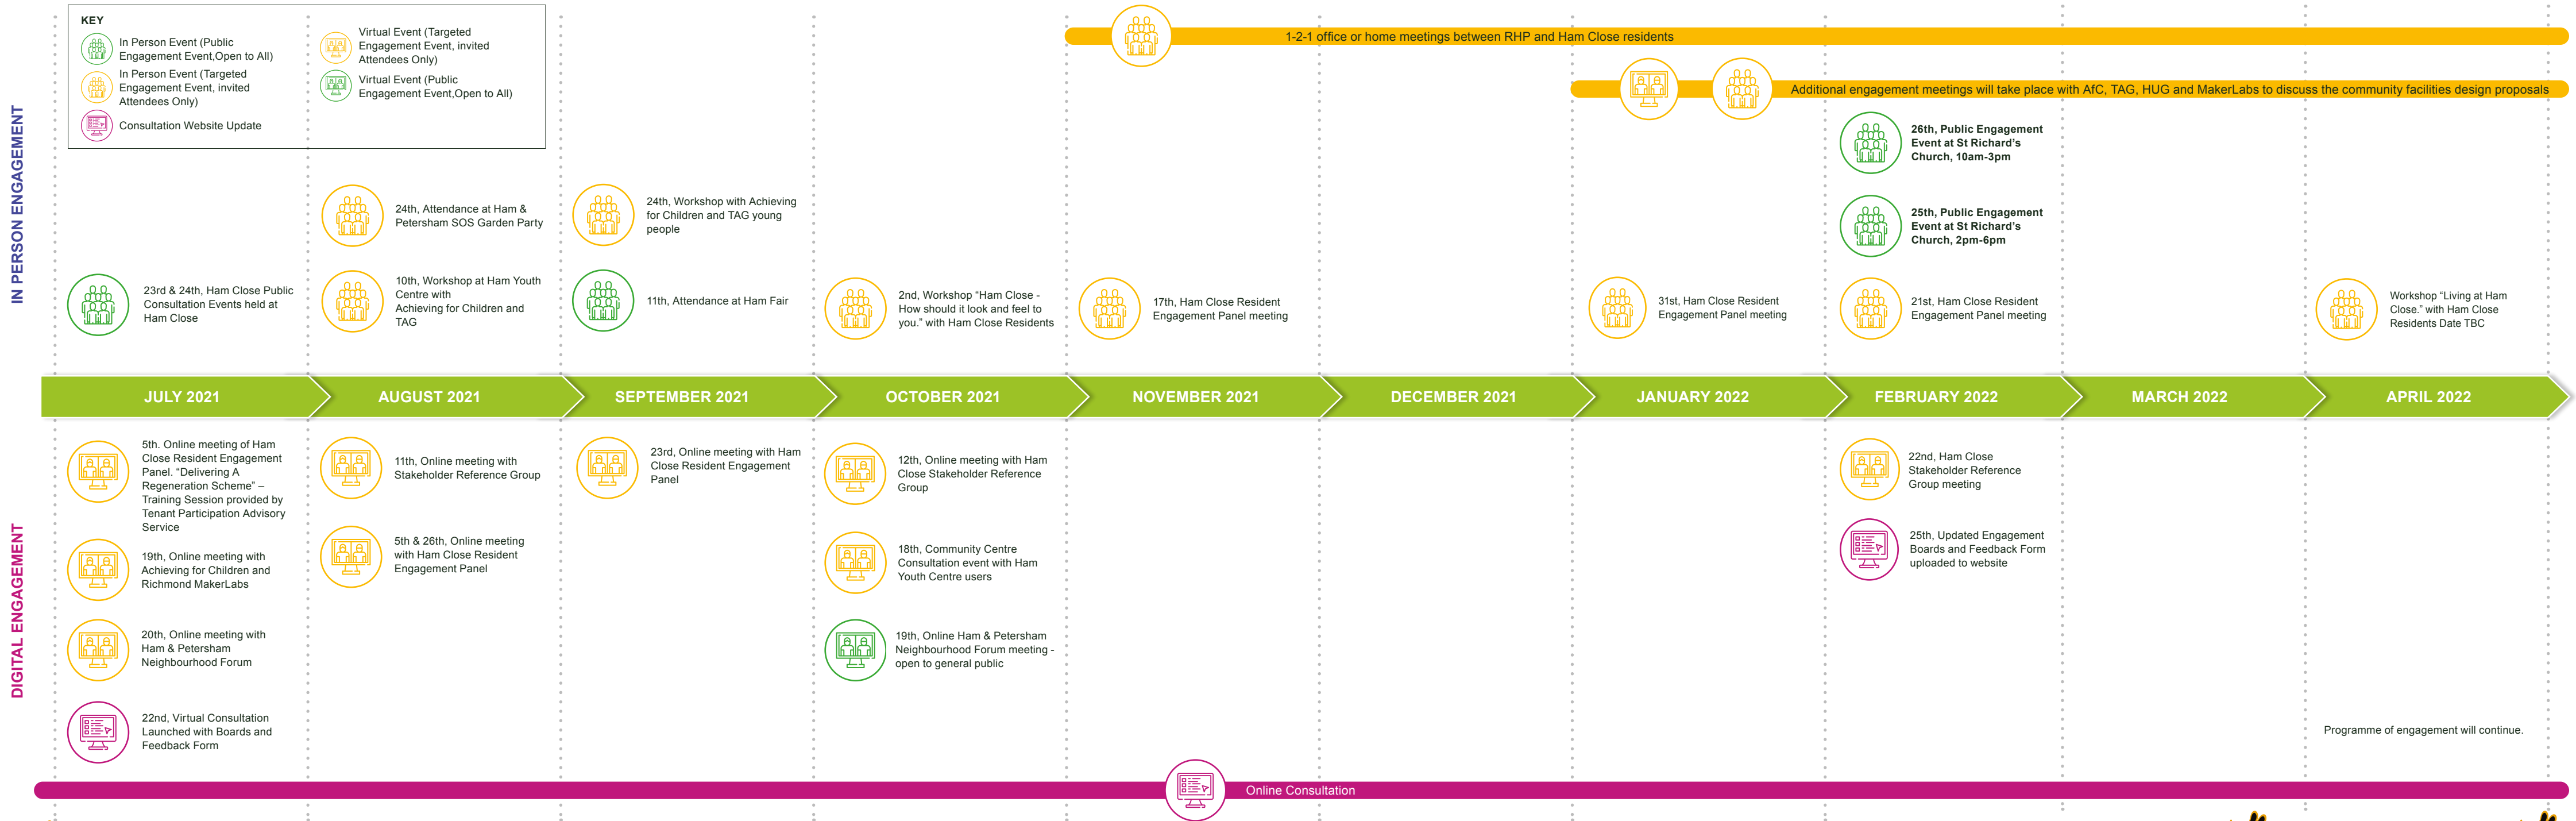 KEY
In Person Event (Public
Engagement Event,Open to All)
In Person Event (Targeted
Engagement Event, invited
Attendees Only)
Consultation Website Update
Virtual Event (Targeted
Engagement Event, invited
Attendees Only)
Virtual Event (Public
Engagement Event,Open to All)
1-2-1 office or home meetings between RHP and Ham Close residents
Additional engagement meetings will take place with AfC, TAG, HUG and MakerLabs to discuss the community facilities design proposals
IN PERSON ENGAGEMENT
23rd & 24th, Ham Close Public
Consultation Events held at
Ham Close
24th, Attendance at Ham &
Petersham SOS Garden Party
10th, Workshop at Ham Youth
Centre with
Achieving for Children and
TAG
24th, Workshop with Achieving
for Children and TAG young
people
11th, Attendance at Ham Fair
2nd, Workshop “Ham Close -
How should it look and feel to
you.” with Ham Close Residents
17th, Ham Close Resident
Engagement Panel meeting
31st, Ham Close Resident
Engagement Panel meeting
26th, Public Engagement
Event at St Richard’s
Church, 10am-3pm
25th, Public Engagement
Event at St Richard’s
Church, 2pm-6pm
21st, Ham Close Resident
Engagement Panel meeting
Workshop “Living at Ham
Close.” with Ham Close
Residents Date TBC
JULY 2021
AUGUST 2021
SEPTEMBER 2021
OCTOBER 2021
NOVEMBER 2021
DECEMBER 2021
JANUARY 2022
FEBRUARY 2022
MARCH 2022
APRIL 2022
DIGITAL ENGAGEMENT
5th. Online meeting of Ham
Close Resident Engagement
Panel. “Delivering A
Regeneration Scheme” –
Training Session provided by
Tenant Participation Advisory
Service
19th, Online meeting with
Achieving for Children and
Richmond MakerLabs
20th, Online meeting with
Ham & Petersham
Neighbourhood Forum
22nd, Virtual Consultation
Launched with Boards and
Feedback Form
11th, Online meeting with
Stakeholder Reference Group
5th & 26th, Online meeting
with Ham Close Resident
Engagement Panel
23rd, Online meeting with Ham
Close Resident Engagement
Panel
12th, Online meeting with Ham
Close Stakeholder Reference
Group
18th, Community Centre
Consultation event with Ham
Youth Centre users
19th, Online Ham & Petersham
Neighbourhood Forum meeting -
open to general public
22nd, Ham Close
Stakeholder Reference
Group meeting
25th, Updated Engagement
Boards and Feedback Form
uploaded to website
Programme of engagement will continue.
Online Consultation